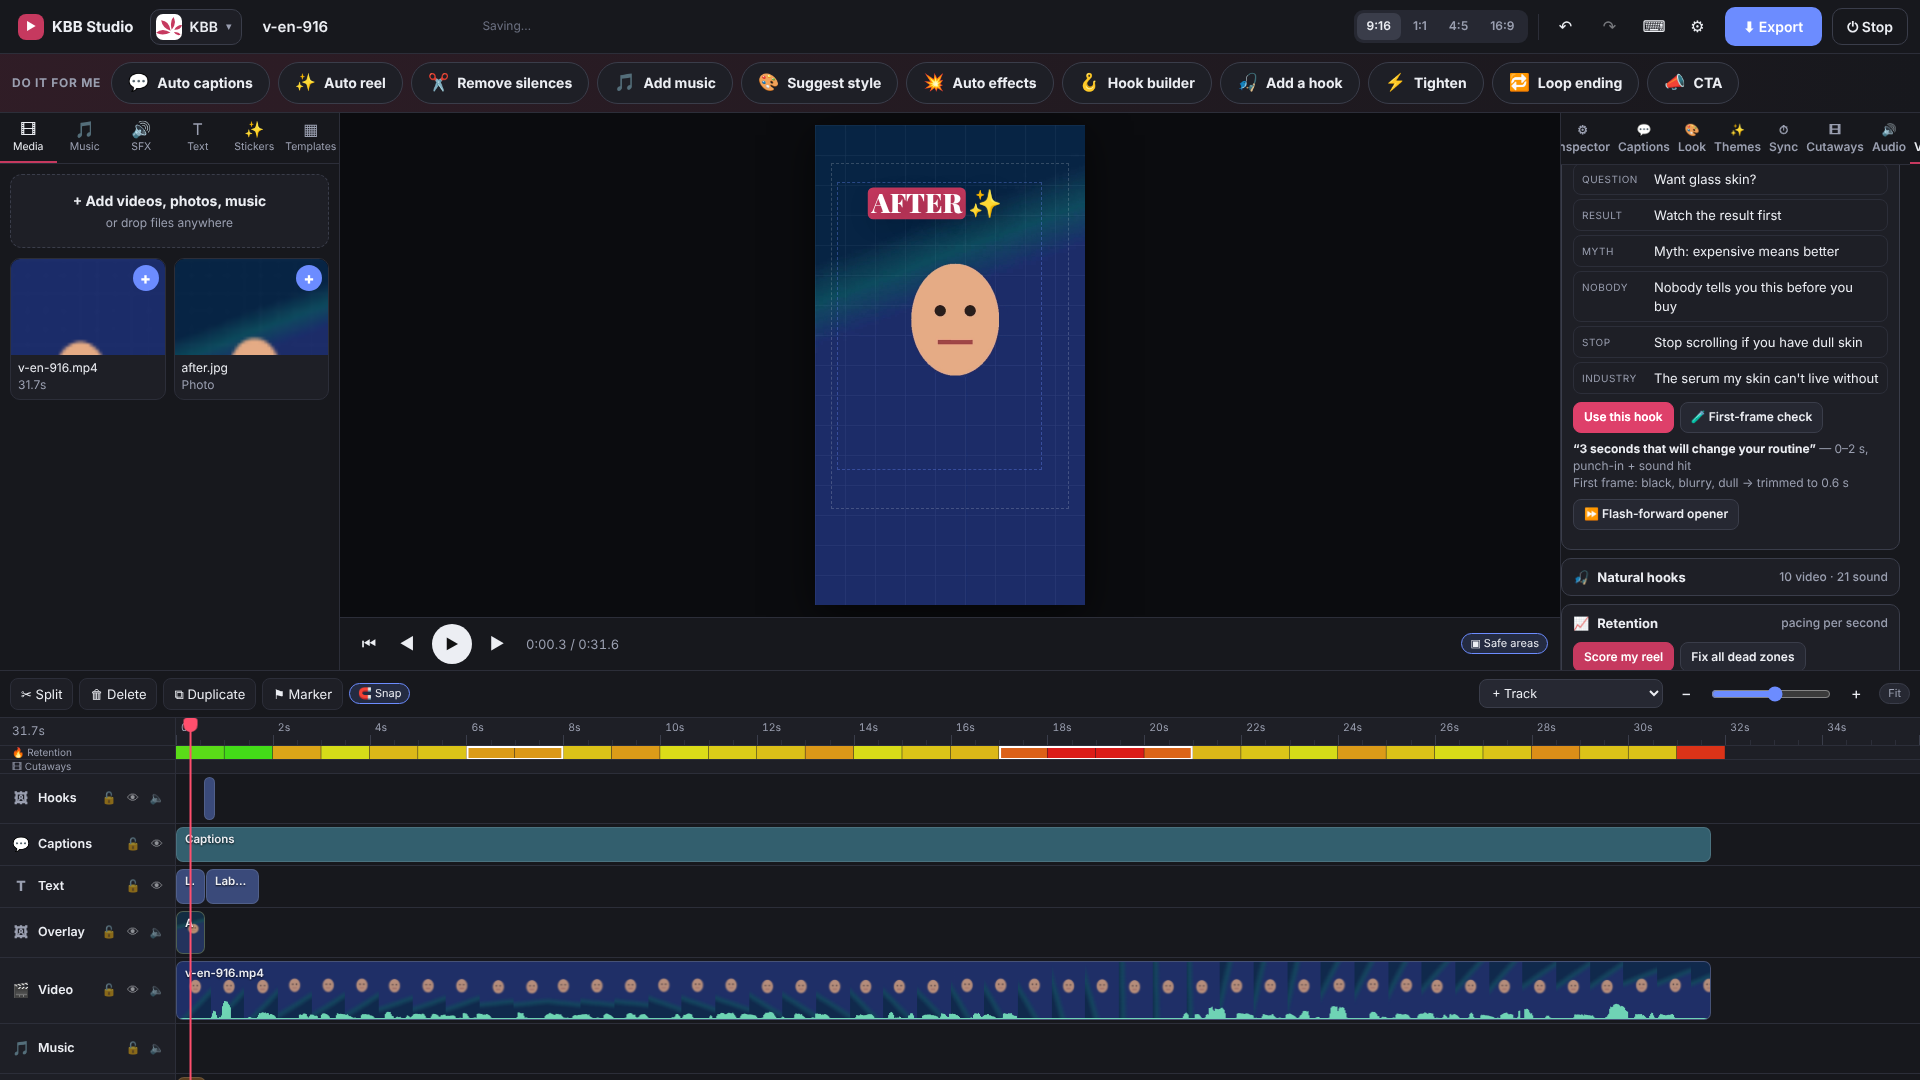 KBB Studio
KBB
v-en-916
Saving...
9:16
1:1
4:5
16:9
Export
Stop
DO IT FOR ME
Auto captions
Auto reel
Remove silences
Add music
Suggest style
Auto effects
Hook builder
Add a hook
Tighten
Loop ending
CTA
Media
Music
SFX
Text
Stickers
Templates
+ Add videos, photos, music
or drop files anywhere
v-en-916.mp4
31.7s
after.jpg
Photo
AFTER
0:00.3 / 0:31.6
Safe areas
nspector
Captions
Look
Themes
Sync
Cutaways
Audio
QUESTION Want glass skin?
RESULT Watch the result first
MYTH Myth: expensive means better
NOBODY Nobody tells you this before you
buy
STOP Stop scrolling if you have dull skin
INDUSTRY The serum my skin can't live without
Use this hook
First-frame check
“3 seconds that will change your routine” — 0–2 s,
punch-in + sound hit
First frame: black, blurry, dull → trimmed to 0.6 s
Flash-forward opener
Natural hooks 10 video · 21 sound
Retention pacing per second
Score my reel
Fix all dead zones
Split
Delete
Duplicate
Marker
Snap
+ Track
Fit
31.7s
2s
4s
6s
8s
10s
12s
14s
16s
18s
20s
22s
24s
26s
28s
30s
32s
34s
Retention
Cutaways
Hooks
Captions
Captions
Text
L.
Lab...
Overlay
Video
v-en-916.mp4
Music